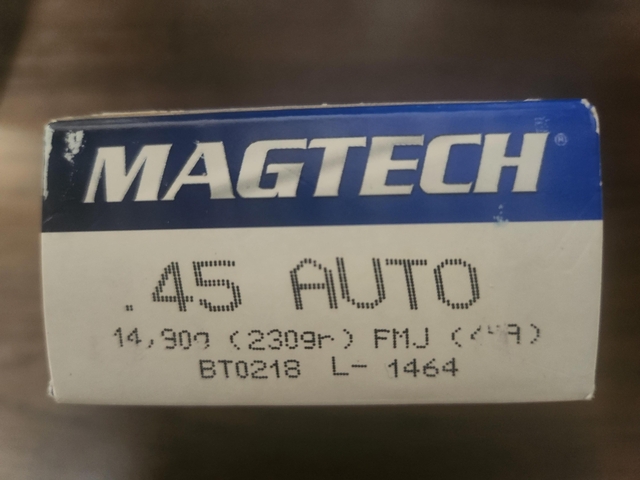 MAGTECH®
.45 AUTO
14,90g (230gr) FMJ
BT0218 L- 1464